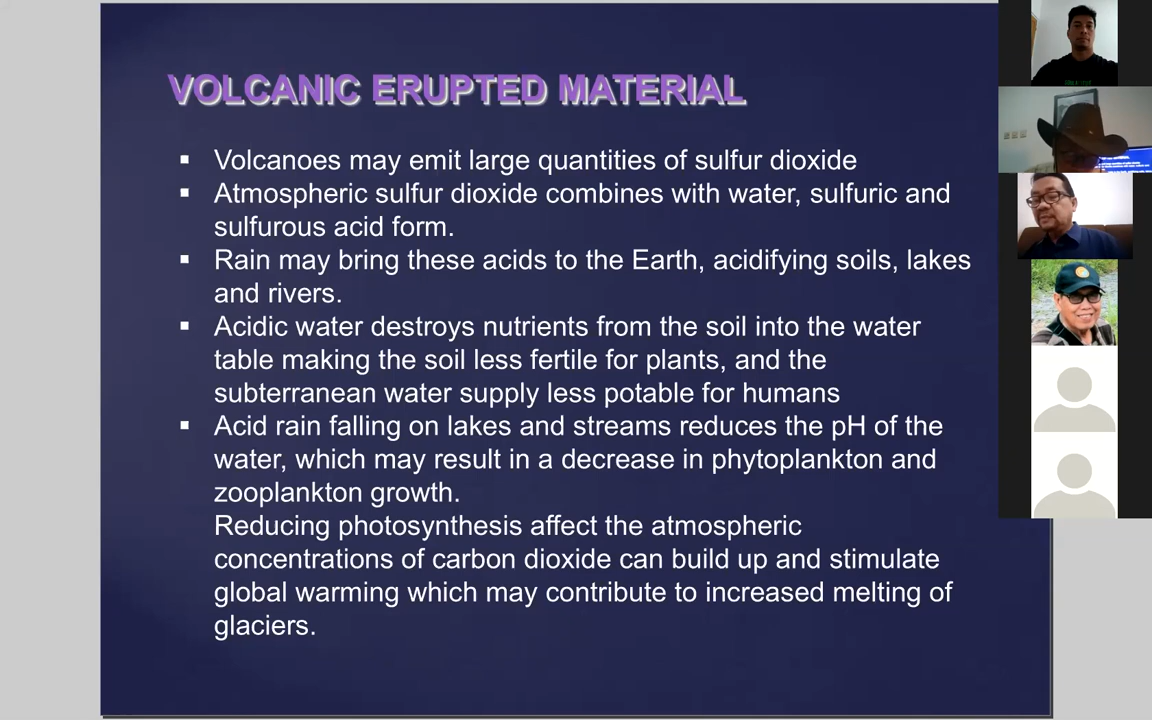 VOLCANIC ERUPTED MATERIAL
▪ Volcanoes may emit large quantities of sulfur dioxide
▪ Atmospheric sulfur dioxide combines with water, sulfuric and
sulfurous acid form.
▪ Rain may bring these acids to the Earth, acidifying soils, lakes
and rivers.
▪ Acidic water destroys nutrients from the soil into the water
table making the soil less fertile for plants, and the
subterranean water supply less potable for humans
▪ Acid rain falling on lakes and streams reduces the pH of the
water, which may result in a decrease in phytoplankton and
zooplankton growth.
Reducing photosynthesis affect the atmospheric
concentrations of carbon dioxide can build up and stimulate
global warming which may contribute to increased melting of
glaciers.